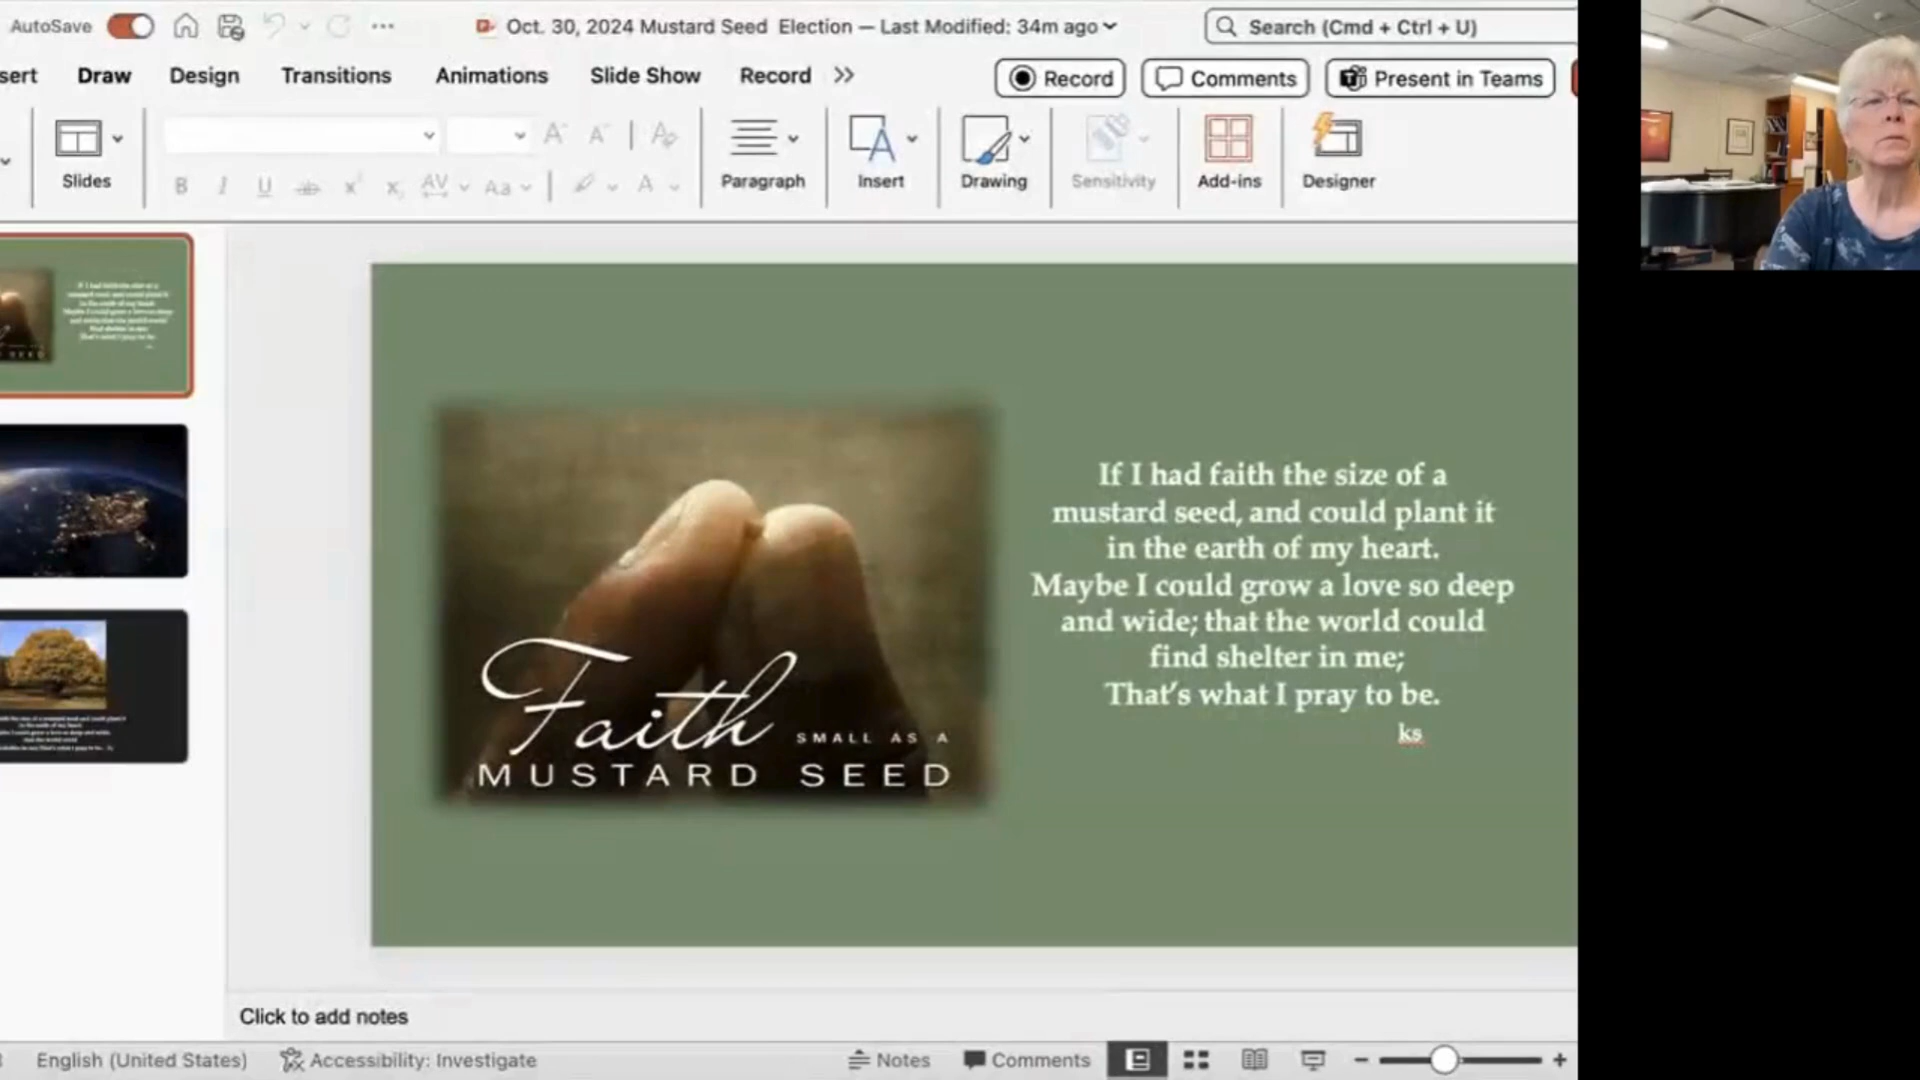 AutoSave
Oct. 30, 2024 Mustard Seed Election — Last Modified: 34m ago
Search (Cmd + Ctrl + U)
sert Draw Design Transitions Animations Slide Show Record >>
Record Comments Present in Teams
Slides
Paragraph
Insert
Drawing
Sensitivity
Add-ins
Designer
If I had faith the size of a
mustard seed, and could plant it
in the earth of my heart.
Maybe I could grow a love so deep
and wide; that the world could
find shelter in me;
That's what I pray to be.
ks
Faith SMALL AS A
MUSTARD SEED
Click to add notes
English (United States) Accessibility: Investigate Notes Comments